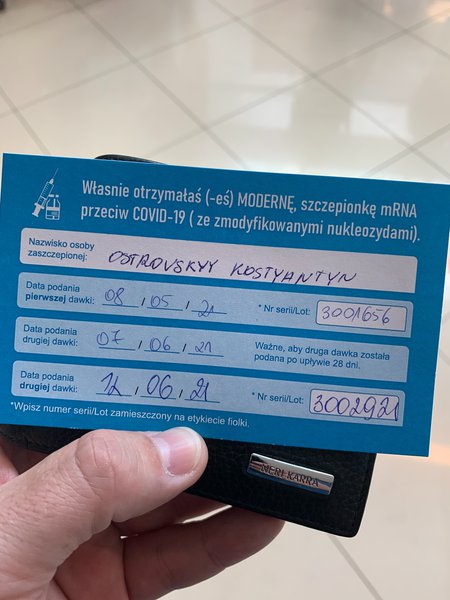 Własnie otrzymałaś (-eś) MODERNĘ, szczepionkę mRNA
przeciw COVID-19 ( ze zmodyfikowanymi nukleozydami).
Nazwisko osoby
zaszczepionej: OSTROVSKYY KOSTYANTYN
Data podania
pierwszej dawki: 08 / 05 / 21 * Nr serii/Lot: 3001656
Data podania
drugiej dawki: 07 / 06 / 21
Ważne, aby druga dawka została
podana po upływie 28 dni.
Data podania
drugiej dawki: 12 / 06 / 21 * Nr serii/Lot: 3002921
*Wpisz numer serii/Lot zamieszczony na etykiecie fiolki.
NERI KARRA